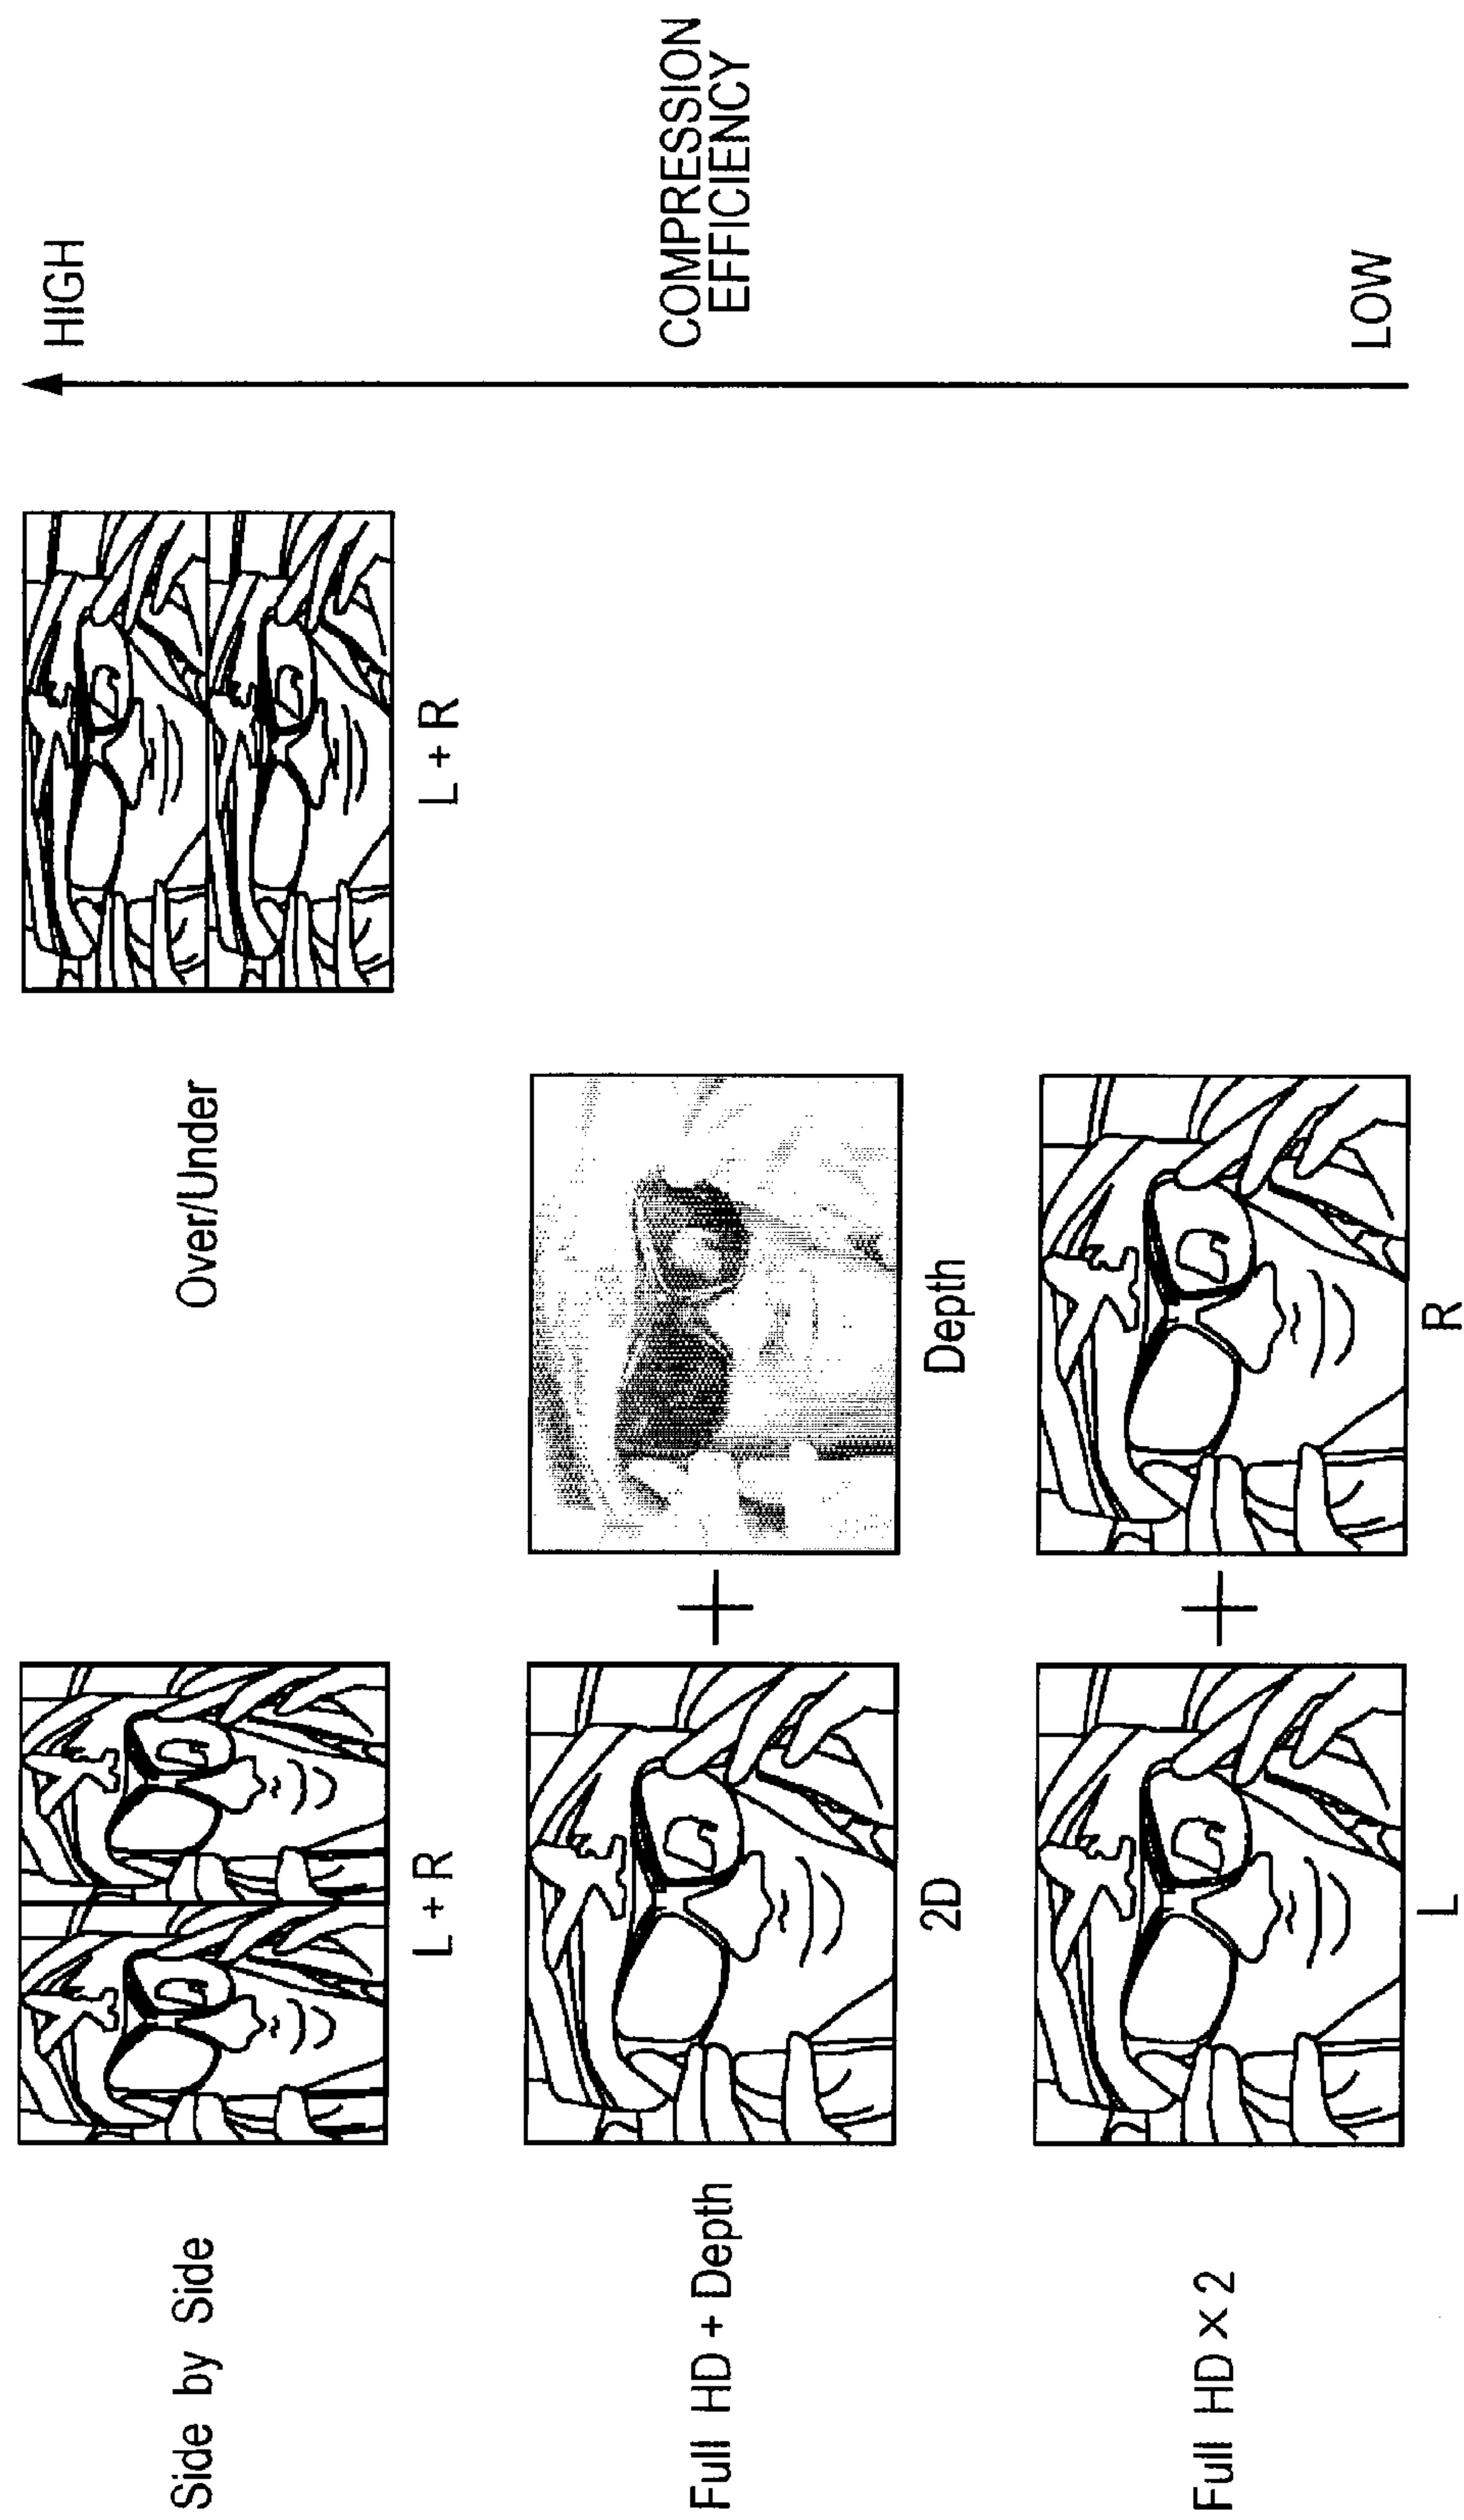 Side by Side
L + R
Over/Under
L + R
HIGH
Full HD + Depth
2D
+
Depth
COMPRESSION
EFFICIENCY
Full HD × 2
L
+
R
LOW